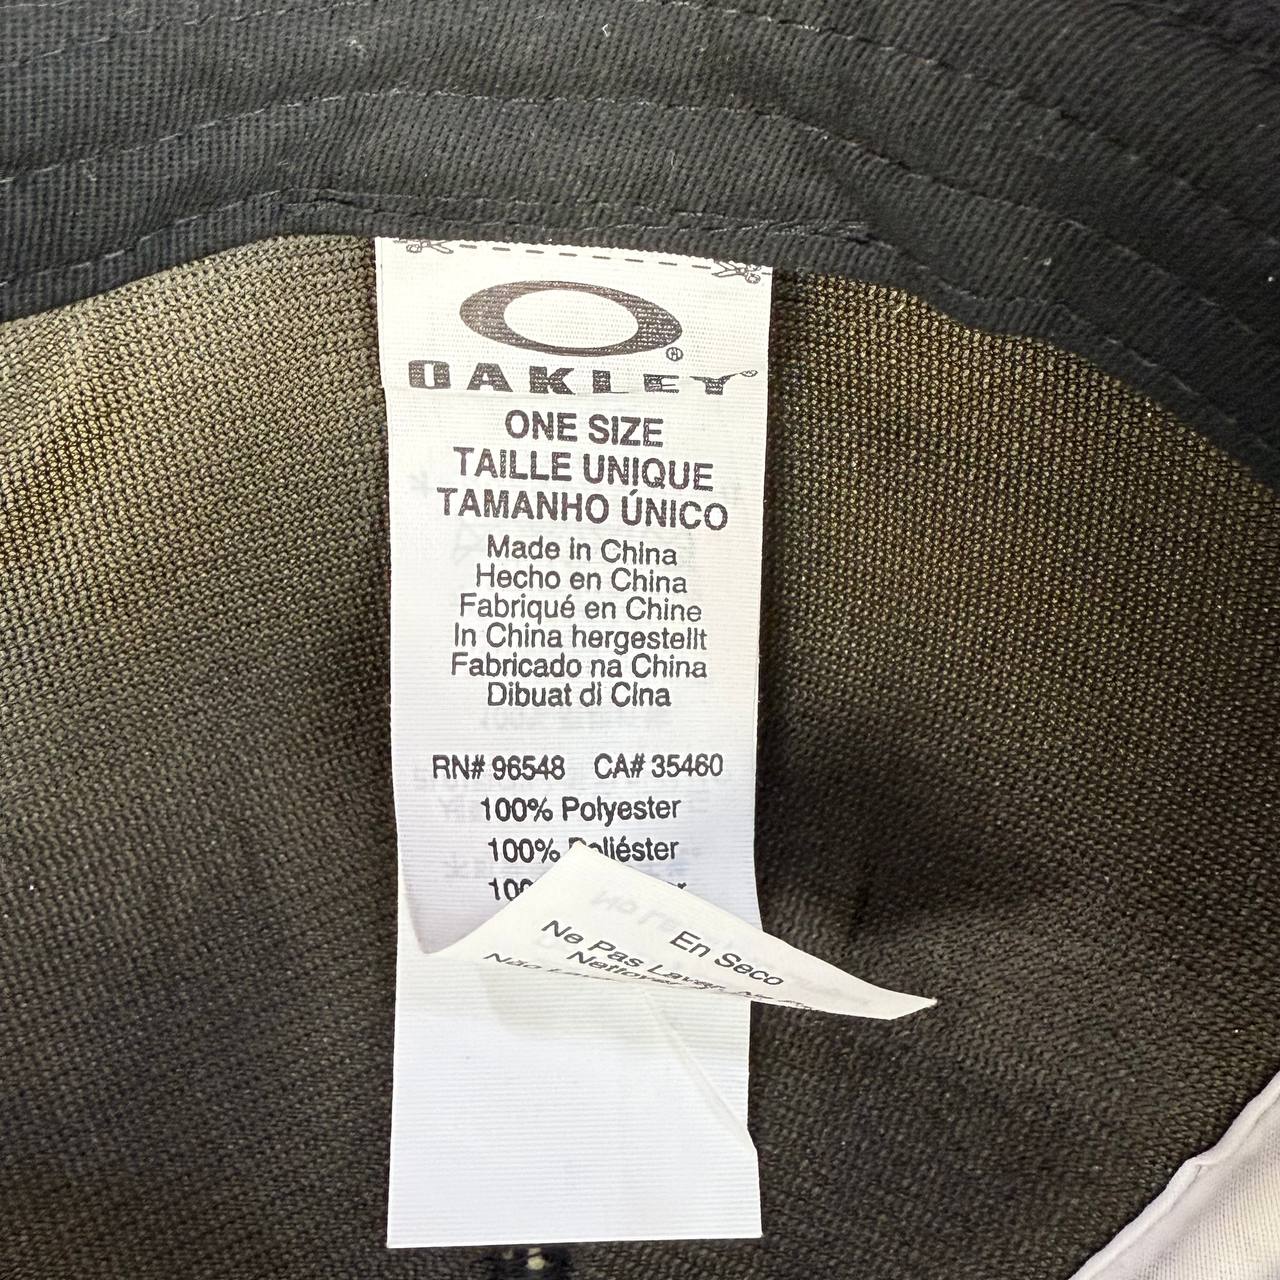 OAKLEY
ONE SIZE
TAILLE UNIQUE
TAMANHO ÚNICO
Made in China
Hecho en China
Fabriqué en Chine
In China hergestellt
Fabricado na China
Dibuat di Cina
RN# 96548 CA# 35460
100% Polyester
100% Poliéster
En Seco
Ne Pas Laver
Não